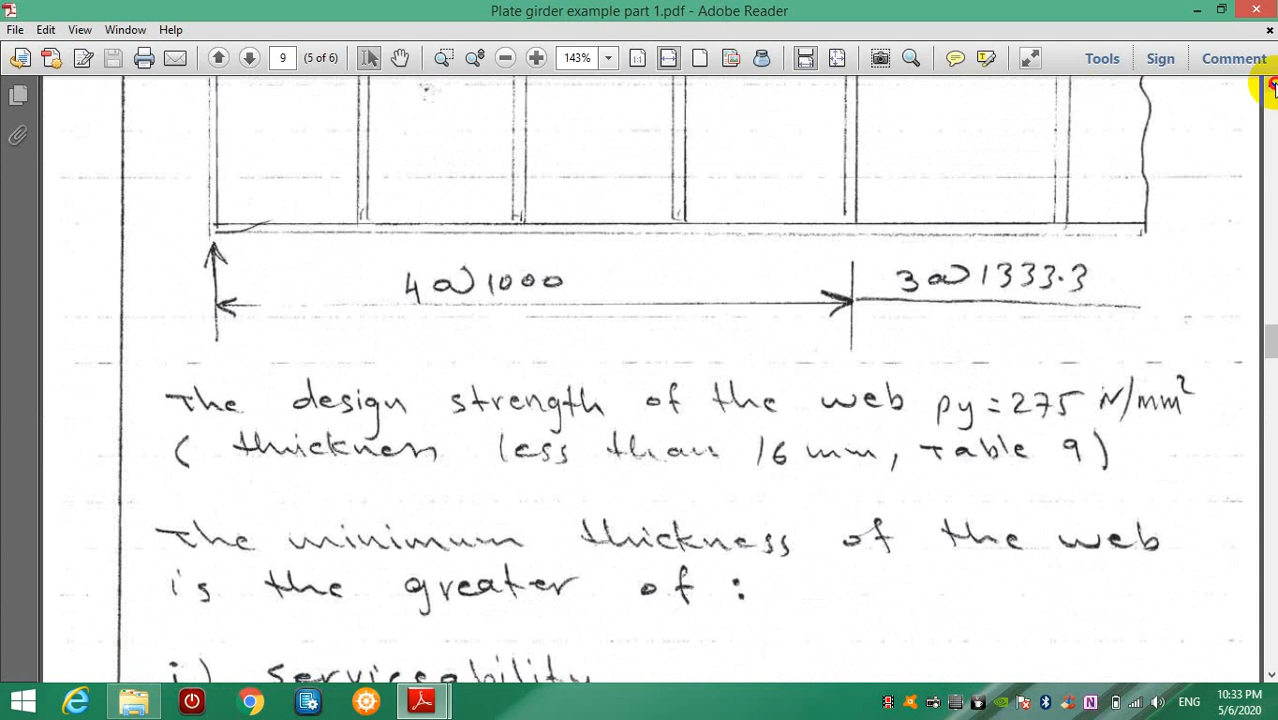 Plate girder example part 1.pdf - Adobe Reader
File Edit View Window Help
9 (5 of 6) 143% Tools Sign Comment
4 @ 1000
3 @ 1333.3
The design strength of the web py = 275 N/mm²
( thickness less than 16 mm, Table 9 )
The minimum thickness of the web
is the greater of :
i) serviceability
ENG
10:33 PM
5/6/2020